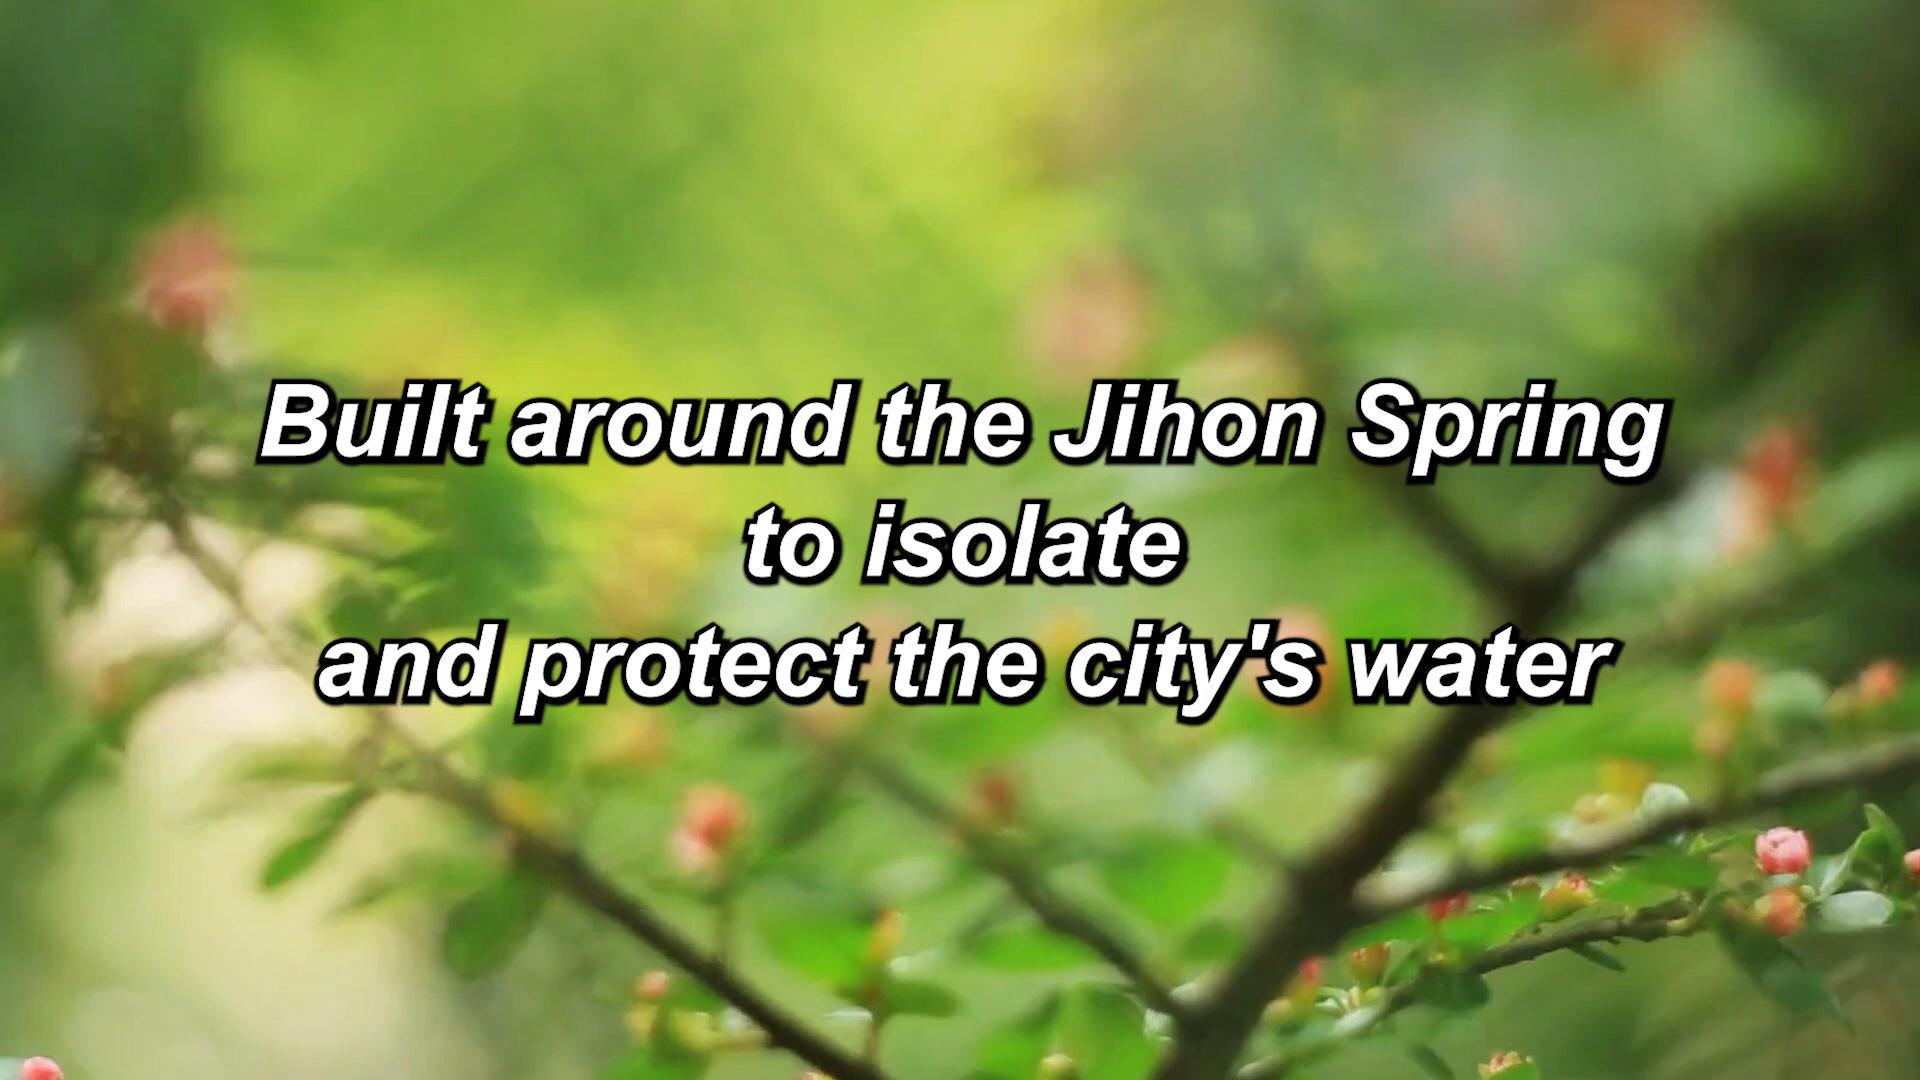 Built around the Jihon Spring
to isolate
and protect the city's water